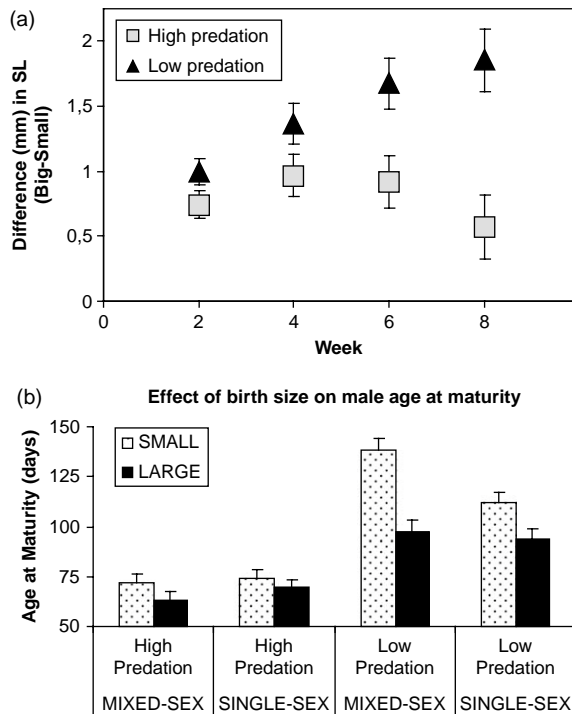 (a)
High predation
Low predation
Difference (mm) in SL
(Big-Small)
2
1,5
1
0,5
0
0 2 4 6 8
Week
(b) Effect of birth size on male age at maturity
SMALL
LARGE
Age at Maturity (days)
150
125
100
75
50
High High Low Low
Predation Predation Predation Predation
MIXED-SEX SINGLE-SEX MIXED-SEX SINGLE-SEX